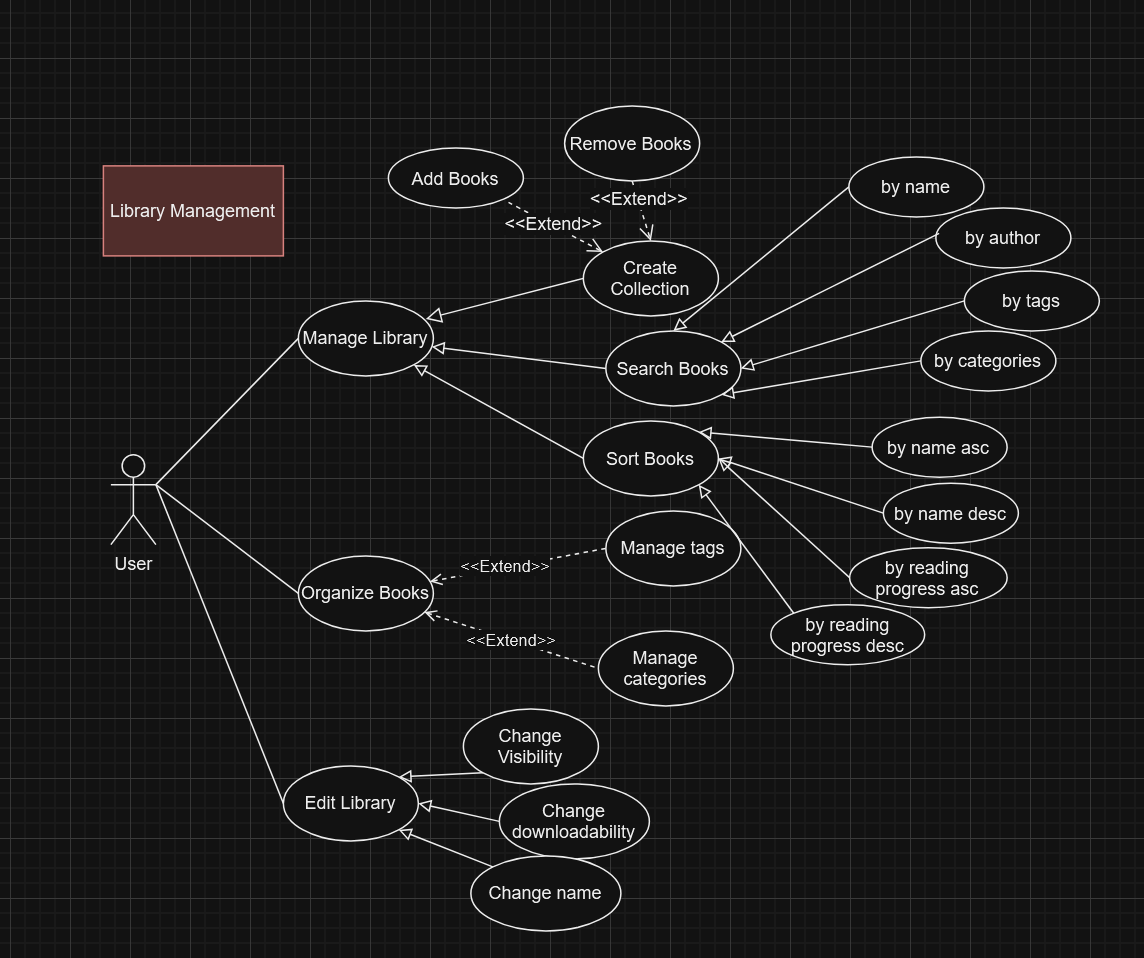 Remove Books
Add Books
<<Extend>>
by name
Library Management
<<Extend>>
by author
Create
Collection
by tags
Manage Library
Search Books
by categories
Sort Books
by name asc
by name desc
Manage tags
User
<<Extend>>
by reading
progress asc
Organize Books
by reading
progress desc
<<Extend>>
Manage
categories
Change
Visibility
Edit Library
Change
downloadability
Change name